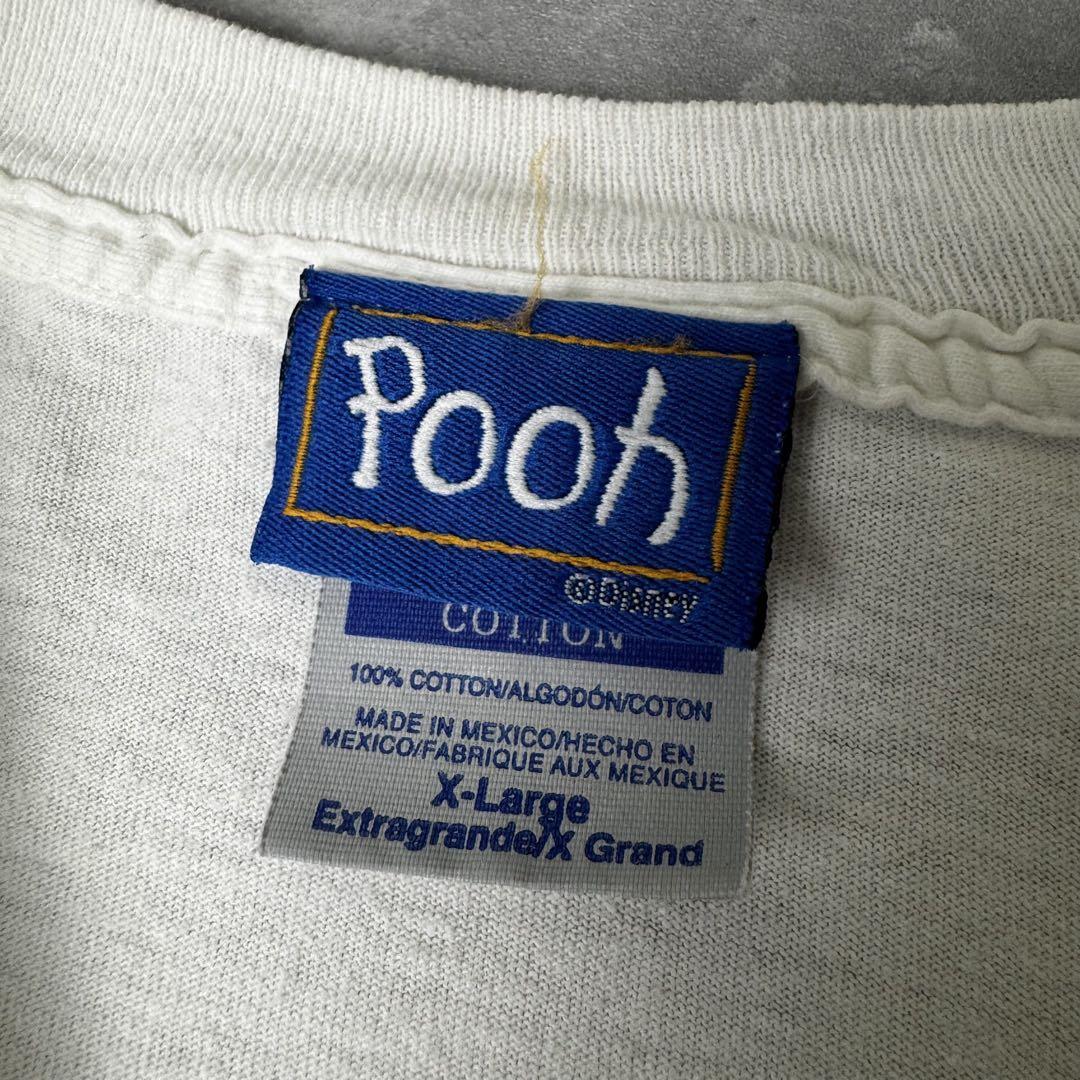 Pooh
©Disney
COTTON
100% COTTON/ALGODÓN/COTON
MADE IN MEXICO/HECHO EN
MEXICO/FABRIQUE AUX MEXIQUE
X-Large
Extragrande/X Grand